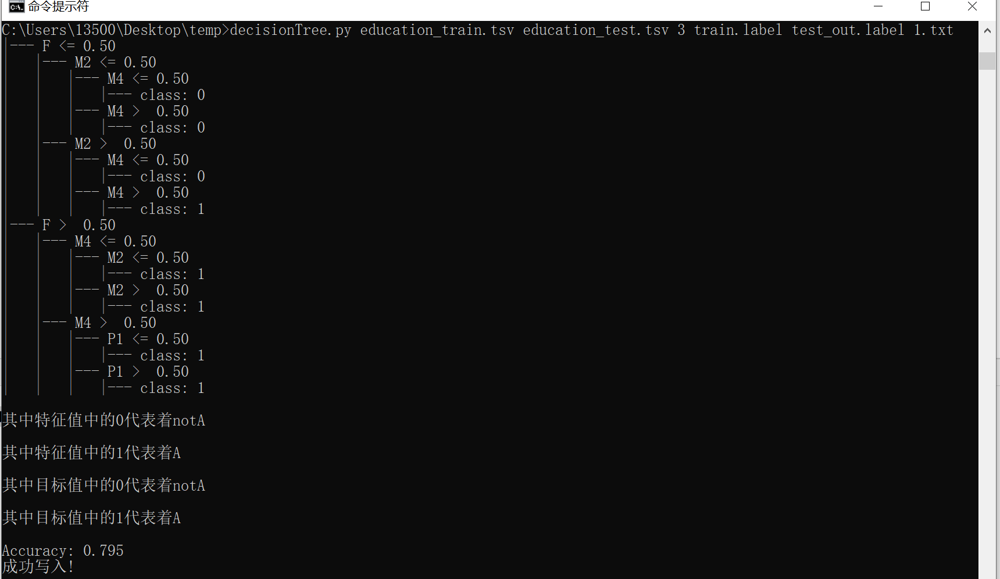 命令提示符
C:\Users\13500\Desktop\temp>decisionTree.py education_train.tsv education_test.tsv 3 train.label test_out.label 1.txt
|--- F <= 0.50
|   |--- M2 <= 0.50
|   |   |--- M4 <= 0.50
|   |   |   |--- class: 0
|   |   |--- M4 >  0.50
|   |   |   |--- class: 0
|   |--- M2 >  0.50
|   |   |--- M4 <= 0.50
|   |   |   |--- class: 0
|   |   |--- M4 >  0.50
|   |   |   |--- class: 1
|--- F >  0.50
|   |--- M4 <= 0.50
|   |   |--- M2 <= 0.50
|   |   |   |--- class: 1
|   |   |--- M2 >  0.50
|   |   |   |--- class: 1
|   |--- M4 >  0.50
|   |   |--- P1 <= 0.50
|   |   |   |--- class: 1
|   |   |--- P1 >  0.50
|   |   |   |--- class: 1
其中特征值中的0代表着notA
其中特征值中的1代表着A
其中目标值中的0代表着notA
其中目标值中的1代表着A
Accuracy: 0.795
成功写入!